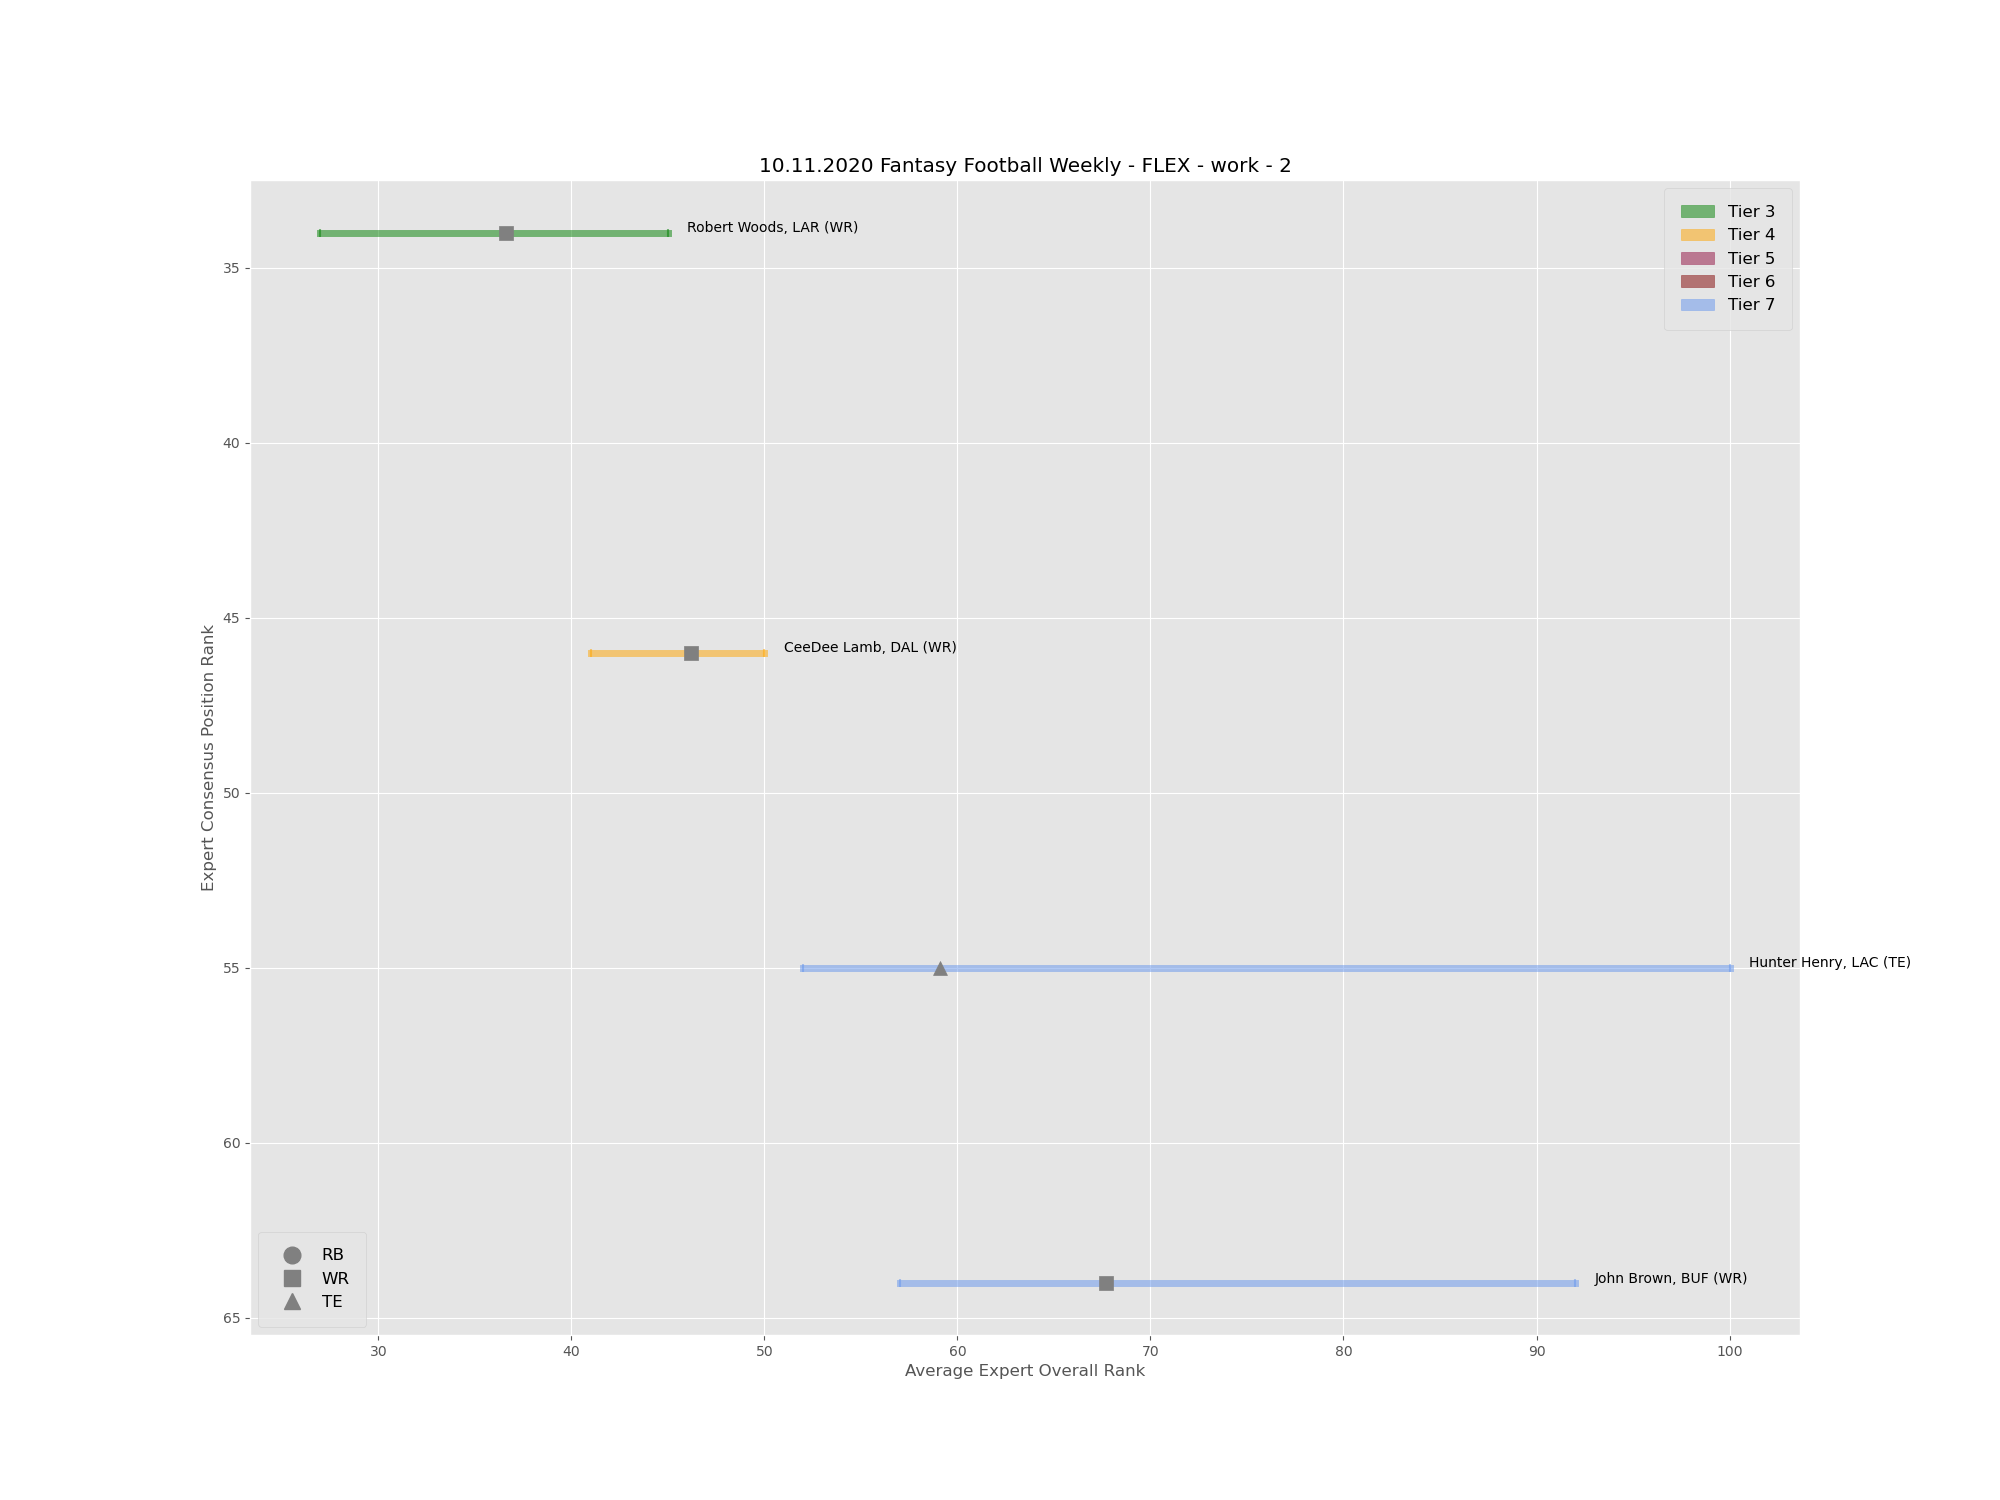 10.11.2020 Fantasy Football Weekly - FLEX - work - 2
Robert Woods, LAR (WR)
Tier 3
Tier 4
Tier 5
Tier 6
Tier 7
35
40
45
CeeDee Lamb, DAL (WR)
Expert Consensus Position Rank
50
55
Hunter Henry, LAC (TE)
60
RB
WR
TE
John Brown, BUF (WR)
65
30 40 50 60 70 80 90 100
Average Expert Overall Rank